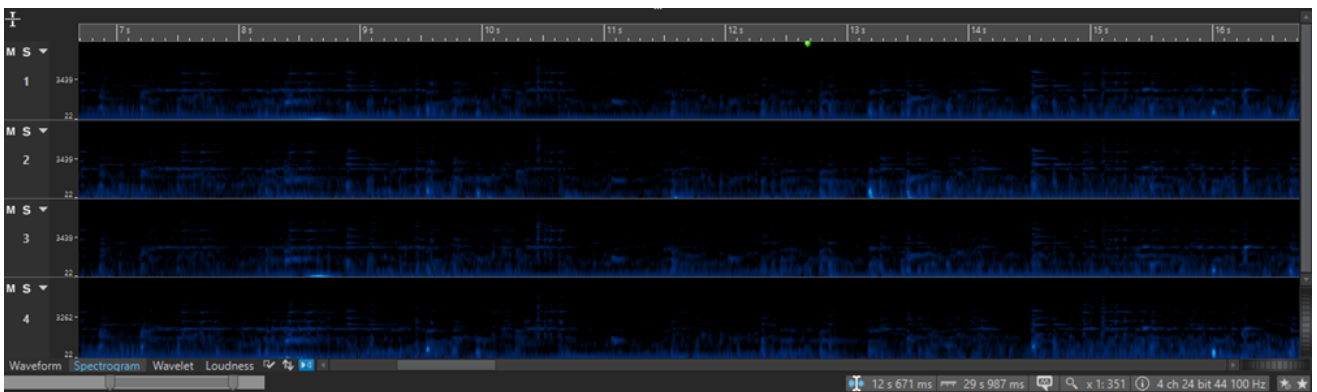 7 s 8 s 9 s 10 s 11 s 12 s 13 s 14 s 15 s 16 s
M S
1 3439
22
M S
2 3439
22
M S
3 3439
22
M S
4 3262
22
Waveform Spectrogram Wavelet Loudness
12 s 671 ms 29 s 987 ms x 1: 351 4 ch 24 bit 44 100 Hz